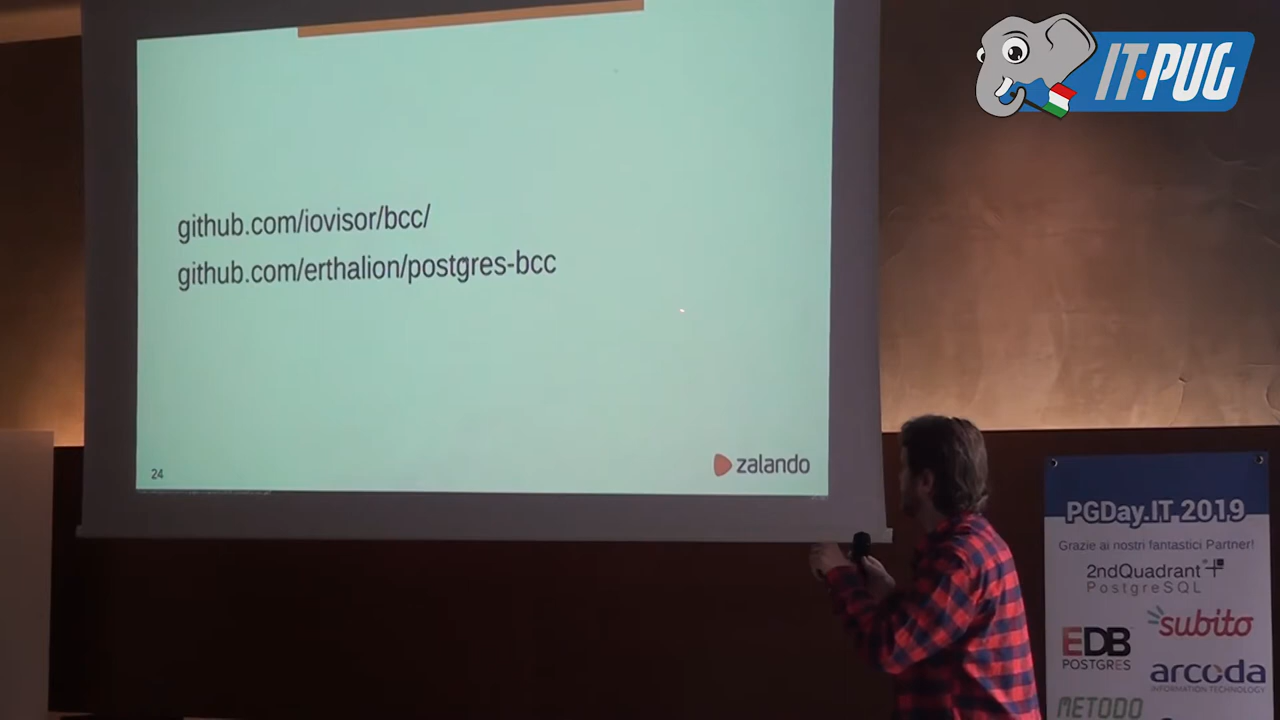 IT•PUG
github.com/iovisor/bcc/
github.com/erthalion/postgres-bcc
24
zalando
PGDay.IT 2019
Grazie ai nostri fantastici Partner!
2ndQuadrant
PostgreSQL
subito
EDB
POSTGRES
arcoda
INFORMATION TECHNOLOGY
METODO